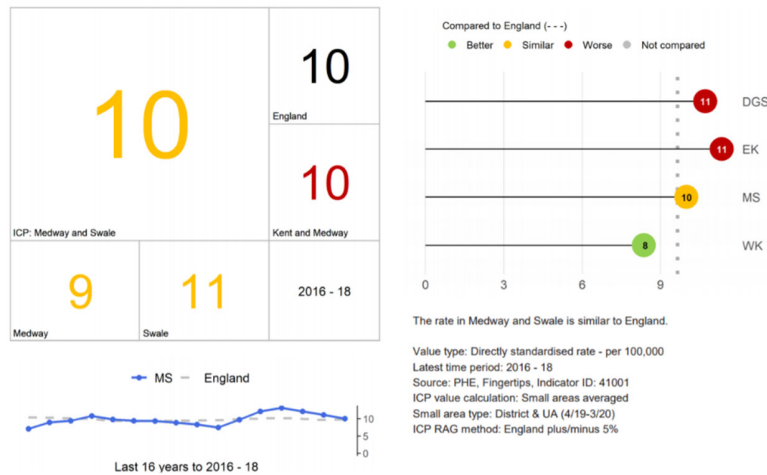 10
ICP: Medway and Swale
10
England
10
Kent and Medway
9
Medway
11
Swale
2016 - 18
MS England
10
5
0
Last 16 years to 2016 - 18
Compared to England (- - -)
Better Similar Worse Not compared
11 DGS
11 EK
10 MS
8 WK
0 3 6 9
The rate in Medway and Swale is similar to England.
Value type: Directly standardised rate - per 100,000
Latest time period: 2016 - 18
Source: PHE, Fingertips, Indicator ID: 41001
ICP value calculation: Small areas averaged
Small area type: District & UA (4/19-3/20)
ICP RAG method: England plus/minus 5%